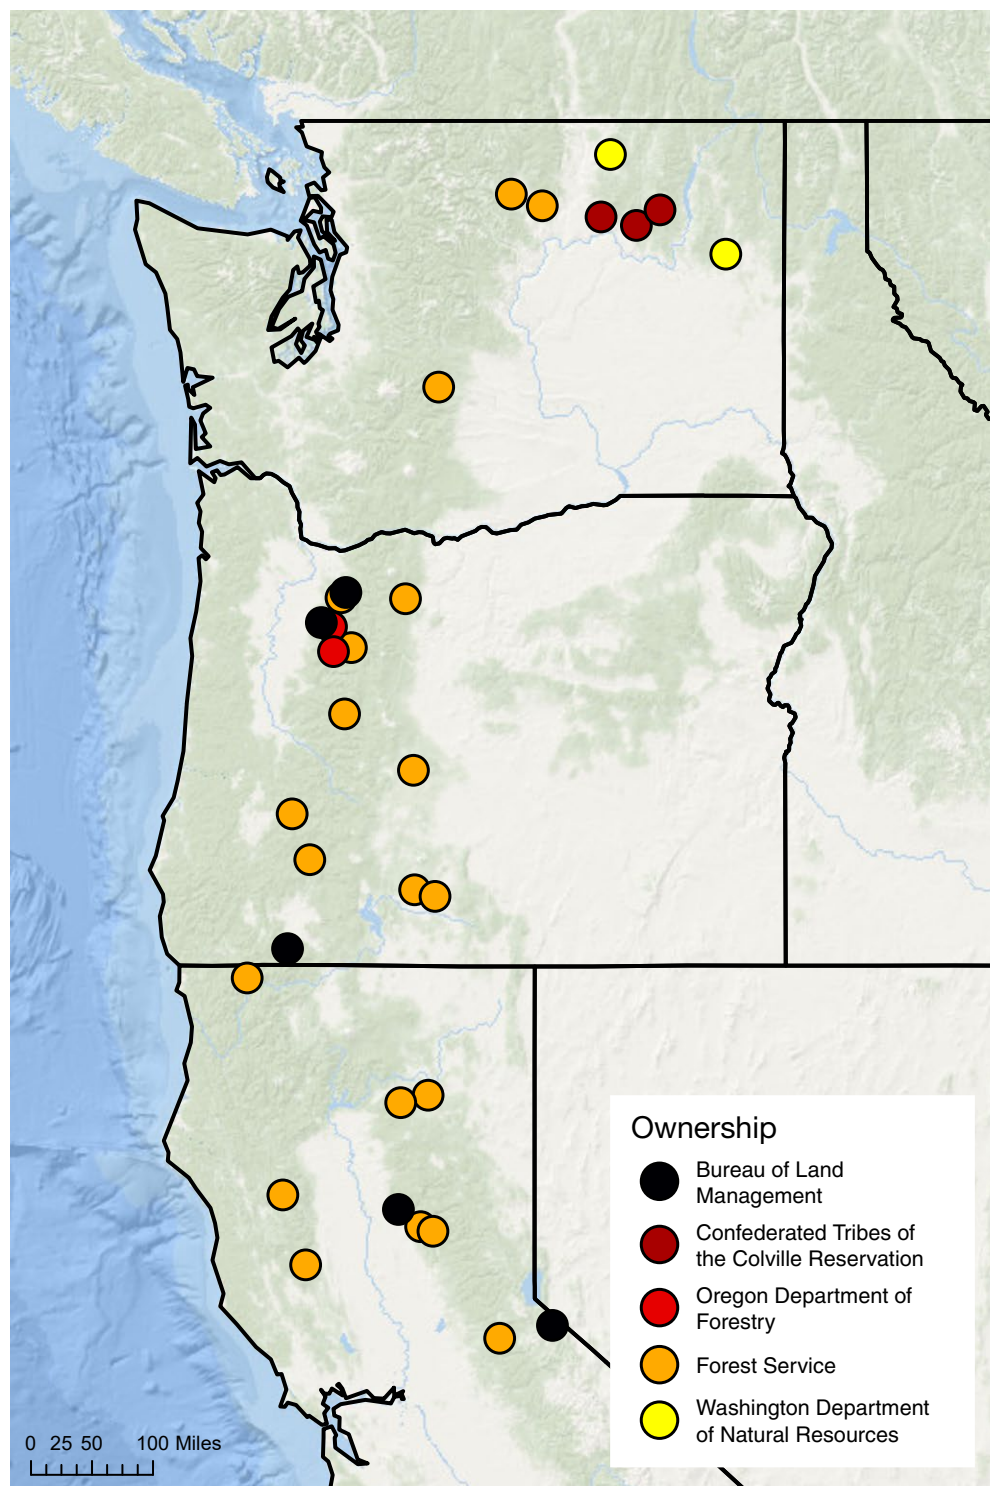 Ownership
Bureau of Land
Management
Confederated Tribes of
the Colville Reservation
Oregon Department of
Forestry
Forest Service
Washington Department
of Natural Resources
0 25 50 100 Miles